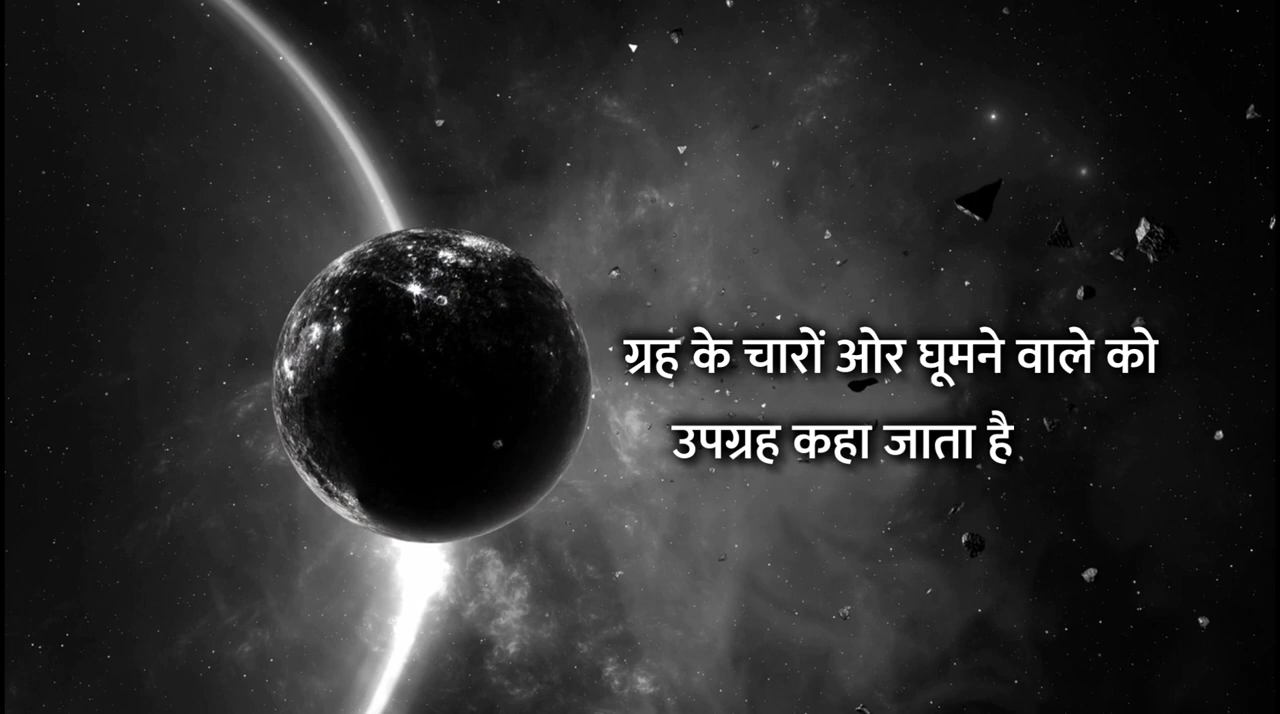 ग्रह के चारों ओर घूमने वाले को
उपग्रह कहा जाता है